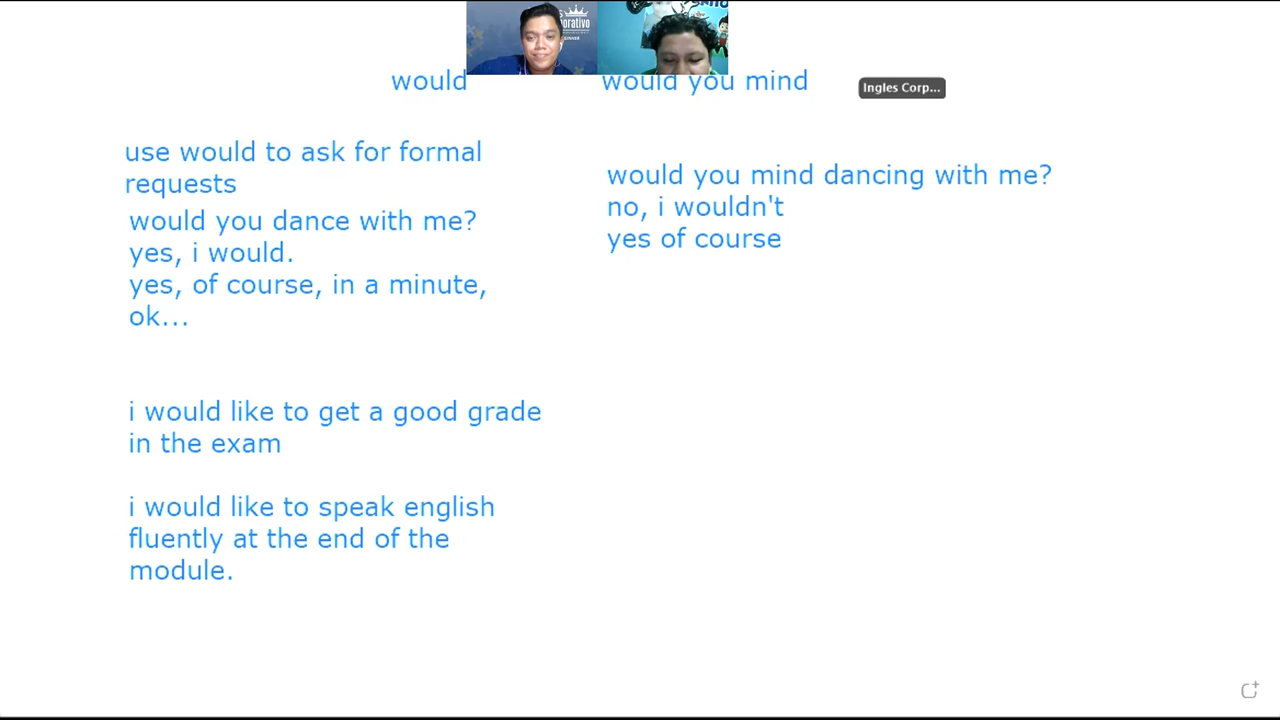 orativo
would
would you mind
Ingles Corp...
use would to ask for formal
requests
would you dance with me?
yes, i would.
yes, of course, in a minute,
ok...
would you mind dancing with me?
no, i wouldn't
yes of course
i would like to get a good grade
in the exam
i would like to speak english
fluently at the end of the
module.